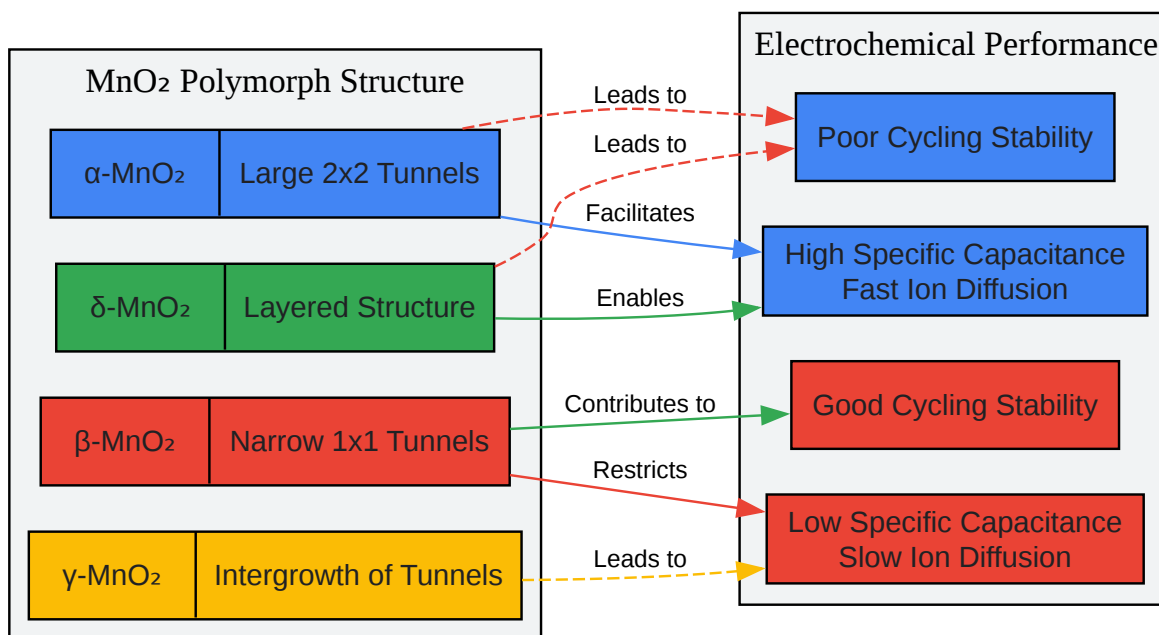 MnO₂ Polymorph Structure
α-MnO₂
Large 2x2 Tunnels
δ-MnO₂
Layered Structure
β-MnO₂
Narrow 1x1 Tunnels
γ-MnO₂
Intergrowth of Tunnels
Leads to
Leads to
Facilitates
Enables
Contributes to
Restricts
Leads to
Electrochemical Performance
Poor Cycling Stability
High Specific Capacitance
Fast Ion Diffusion
Good Cycling Stability
Low Specific Capacitance
Slow Ion Diffusion